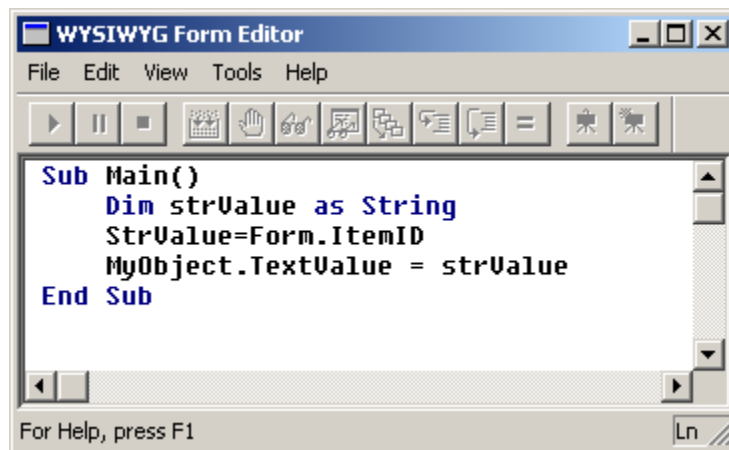 WYSIWYG Form Editor
File Edit View Tools Help
Sub Main()
Dim strValue as String
StrValue=Form.ItemID
MyObject.TextValue = strValue
End Sub
For Help, press F1
Ln